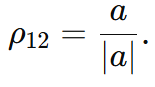 ρ₁₂ = a / |a|.